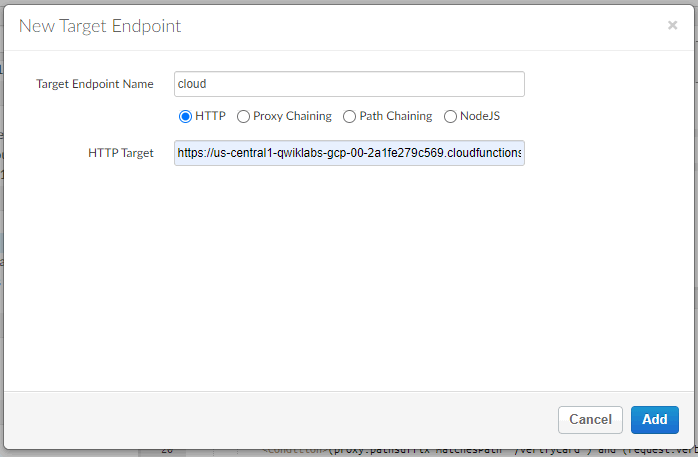 New Target Endpoint
×
Target Endpoint Name cloud
HTTP Proxy Chaining Path Chaining NodeJS
HTTP Target https://us-central1-qwiklabs-gcp-00-2a1fe279c569.cloudfunctions
Cancel Add